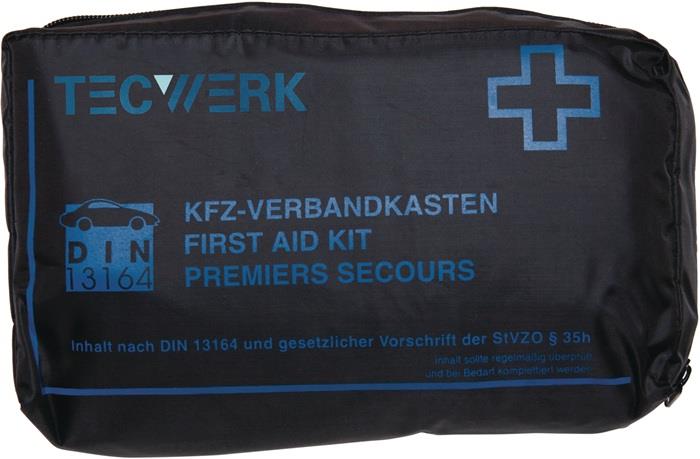 TECWERK
KFZ-VERBANDKASTEN
FIRST AID KIT
PREMIERS SECOURS
DIN
13164
Inhalt nach DIN 13164 und gesetzlicher Vorschrift der StVZO § 35h
Inhalt sollte regelmäßig überprüft
und bei Bedarf komplettiert werden